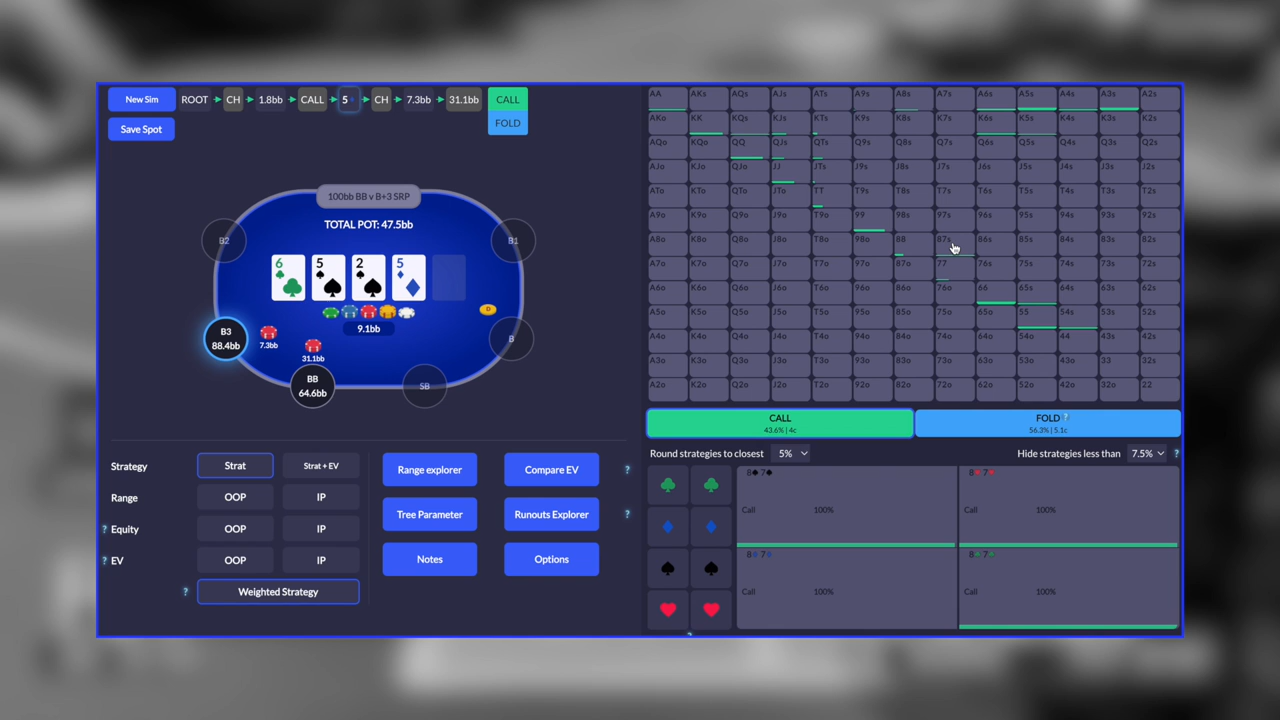 New Sim
ROOT CH 1.8bb CALL 5 CH 7.3bb 31.1bb CALL
FOLD
Save Spot
100bb BB v B+3 SRP
TOTAL POT: 47.5bb
B2
B1
6 5 2 5
D
9.1bb
B3
88.4bb
7.3bb
31.1bb
B
BB
64.6bb
SB
Strategy Strat Strat + EV
Range OOP IP
? Equity OOP IP
? EV OOP IP
? Weighted Strategy
Range explorer Compare EV ?
Tree Parameter Runouts Explorer ?
Notes Options
AA AKs AQs AJs ATs A9s A8s A7s A6s A5s A4s A3s A2s
AKo KK KQs KJs KTs K9s K8s K7s K6s K5s K4s K3s K2s
AQo KQo QQ QJs QTs Q9s Q8s Q7s Q6s Q5s Q4s Q3s Q2s
AJo KJo QJo JJ JTs J9s J8s J7s J6s J5s J4s J3s J2s
ATo KTo QTo JTo TT T9s T8s T7s T6s T5s T4s T3s T2s
A9o K9o Q9o J9o T9o 99 98s 97s 96s 95s 94s 93s 92s
A8o K8o Q8o J8o T8o 98o 88 87s 86s 85s 84s 83s 82s
A7o K7o Q7o J7o T7o 97o 87o 77 76s 75s 74s 73s 72s
A6o K6o Q6o J6o T6o 96o 86o 76o 66 65s 64s 63s 62s
A5o K5o Q5o J5o T5o 95o 85o 75o 65o 55 54s 53s 52s
A4o K4o Q4o J4o T4o 94o 84o 74o 64o 54o 44 43s 42s
A3o K3o Q3o J3o T3o 93o 83o 73o 63o 53o 43o 33 32s
A2o K2o Q2o J2o T2o 92o 82o 72o 62o 52o 42o 32o 22
CALL
43.6% | 4c
FOLD ?
56.3% | 5.1c
Round strategies to closest 5% Hide strategies less than 7.5% ?
8♠ 7♠
Call 100%
8♥ 7♥
Call 100%
8♦ 7♦
Call 100%
8♣ 7♣
Call 100%
?